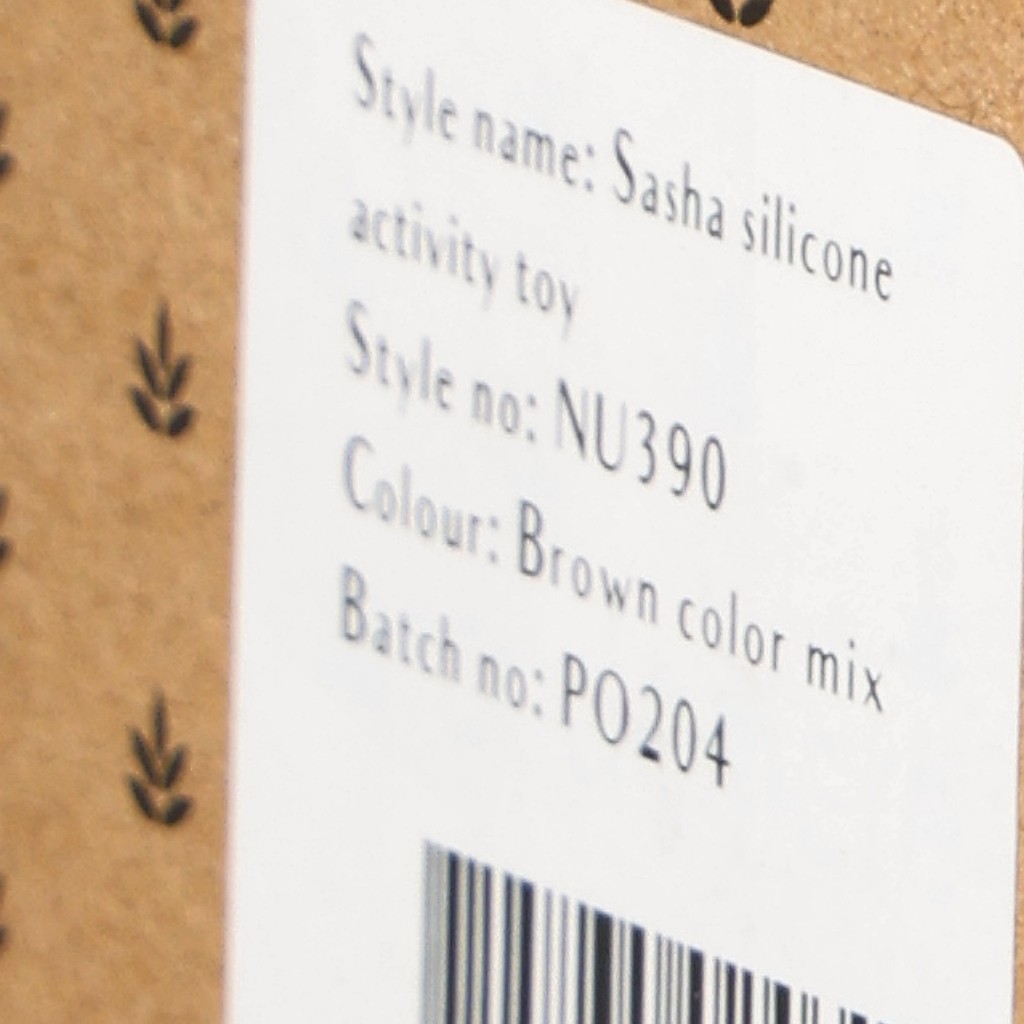 Style name: Sasha silicone
activity toy
Style no: NU390
Colour: Brown color mix
Batch no: PO204